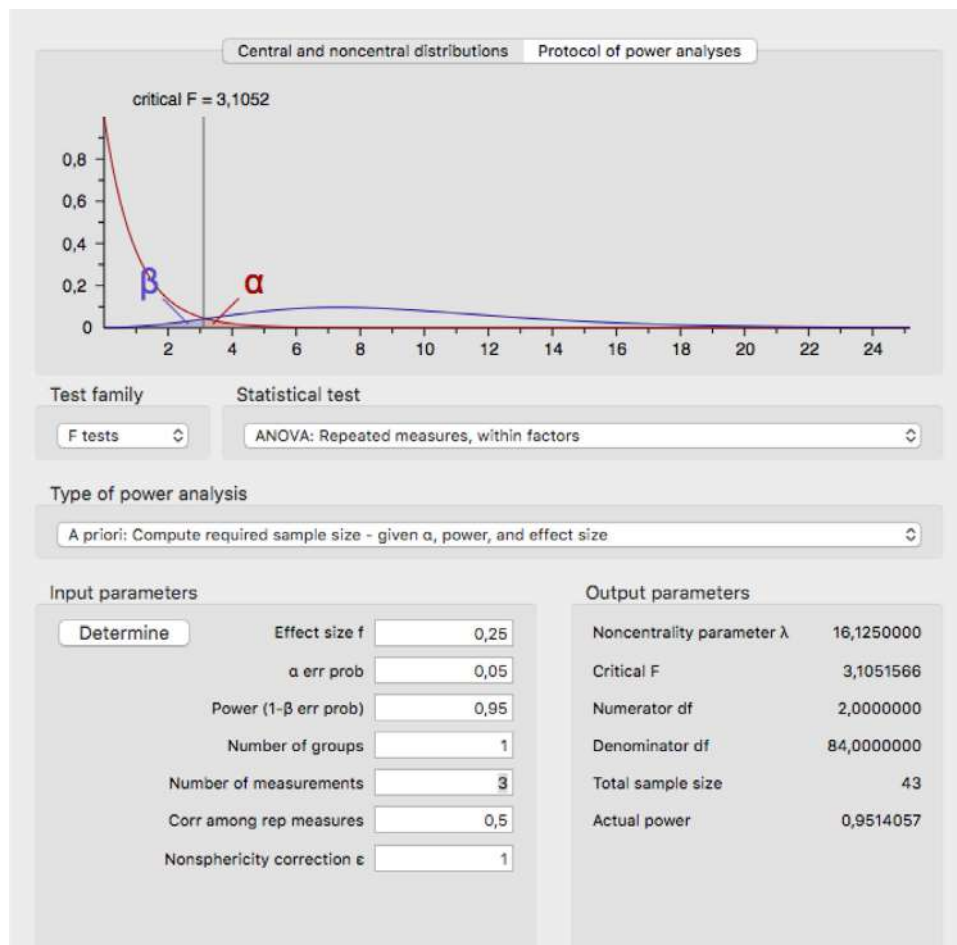 Central and noncentral distributions Protocol of power analyses
critical F = 3,1052
0,8
0,6
0,4
0,2
0
β α
2 4 6 8 10 12 14 16 18 20 22 24
Test family Statistical test
F tests ANOVA: Repeated measures, within factors
Type of power analysis
A priori: Compute required sample size - given α, power, and effect size
Input parameters Output parameters
Determine Effect size f 0,25 Noncentrality parameter λ 16,1250000
α err prob 0,05 Critical F 3,1051566
Power (1-β err prob) 0,95 Numerator df 2,0000000
Number of groups 1 Denominator df 84,0000000
Number of measurements 3 Total sample size 43
Corr among rep measures 0,5 Actual power 0,9514057
Nonsphericity correction ε 1